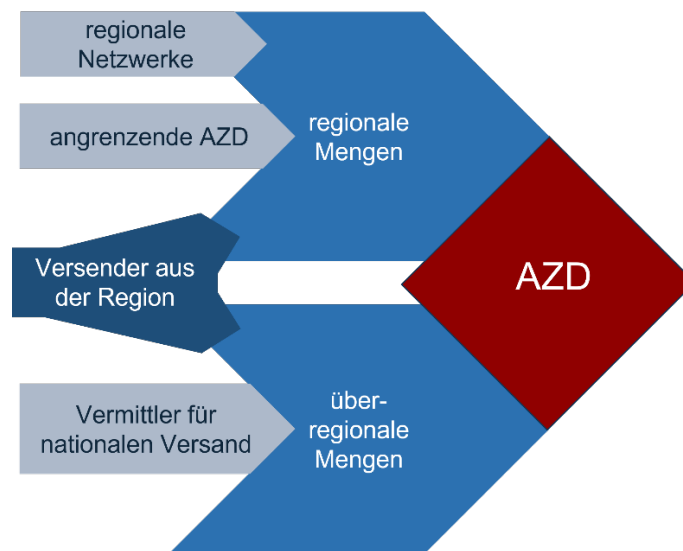 regionale
Netzwerke
angrenzende AZD
regionale
Mengen
Versender aus
der Region
AZD
Vermittler für
nationalen Versand
über-
regionale
Mengen